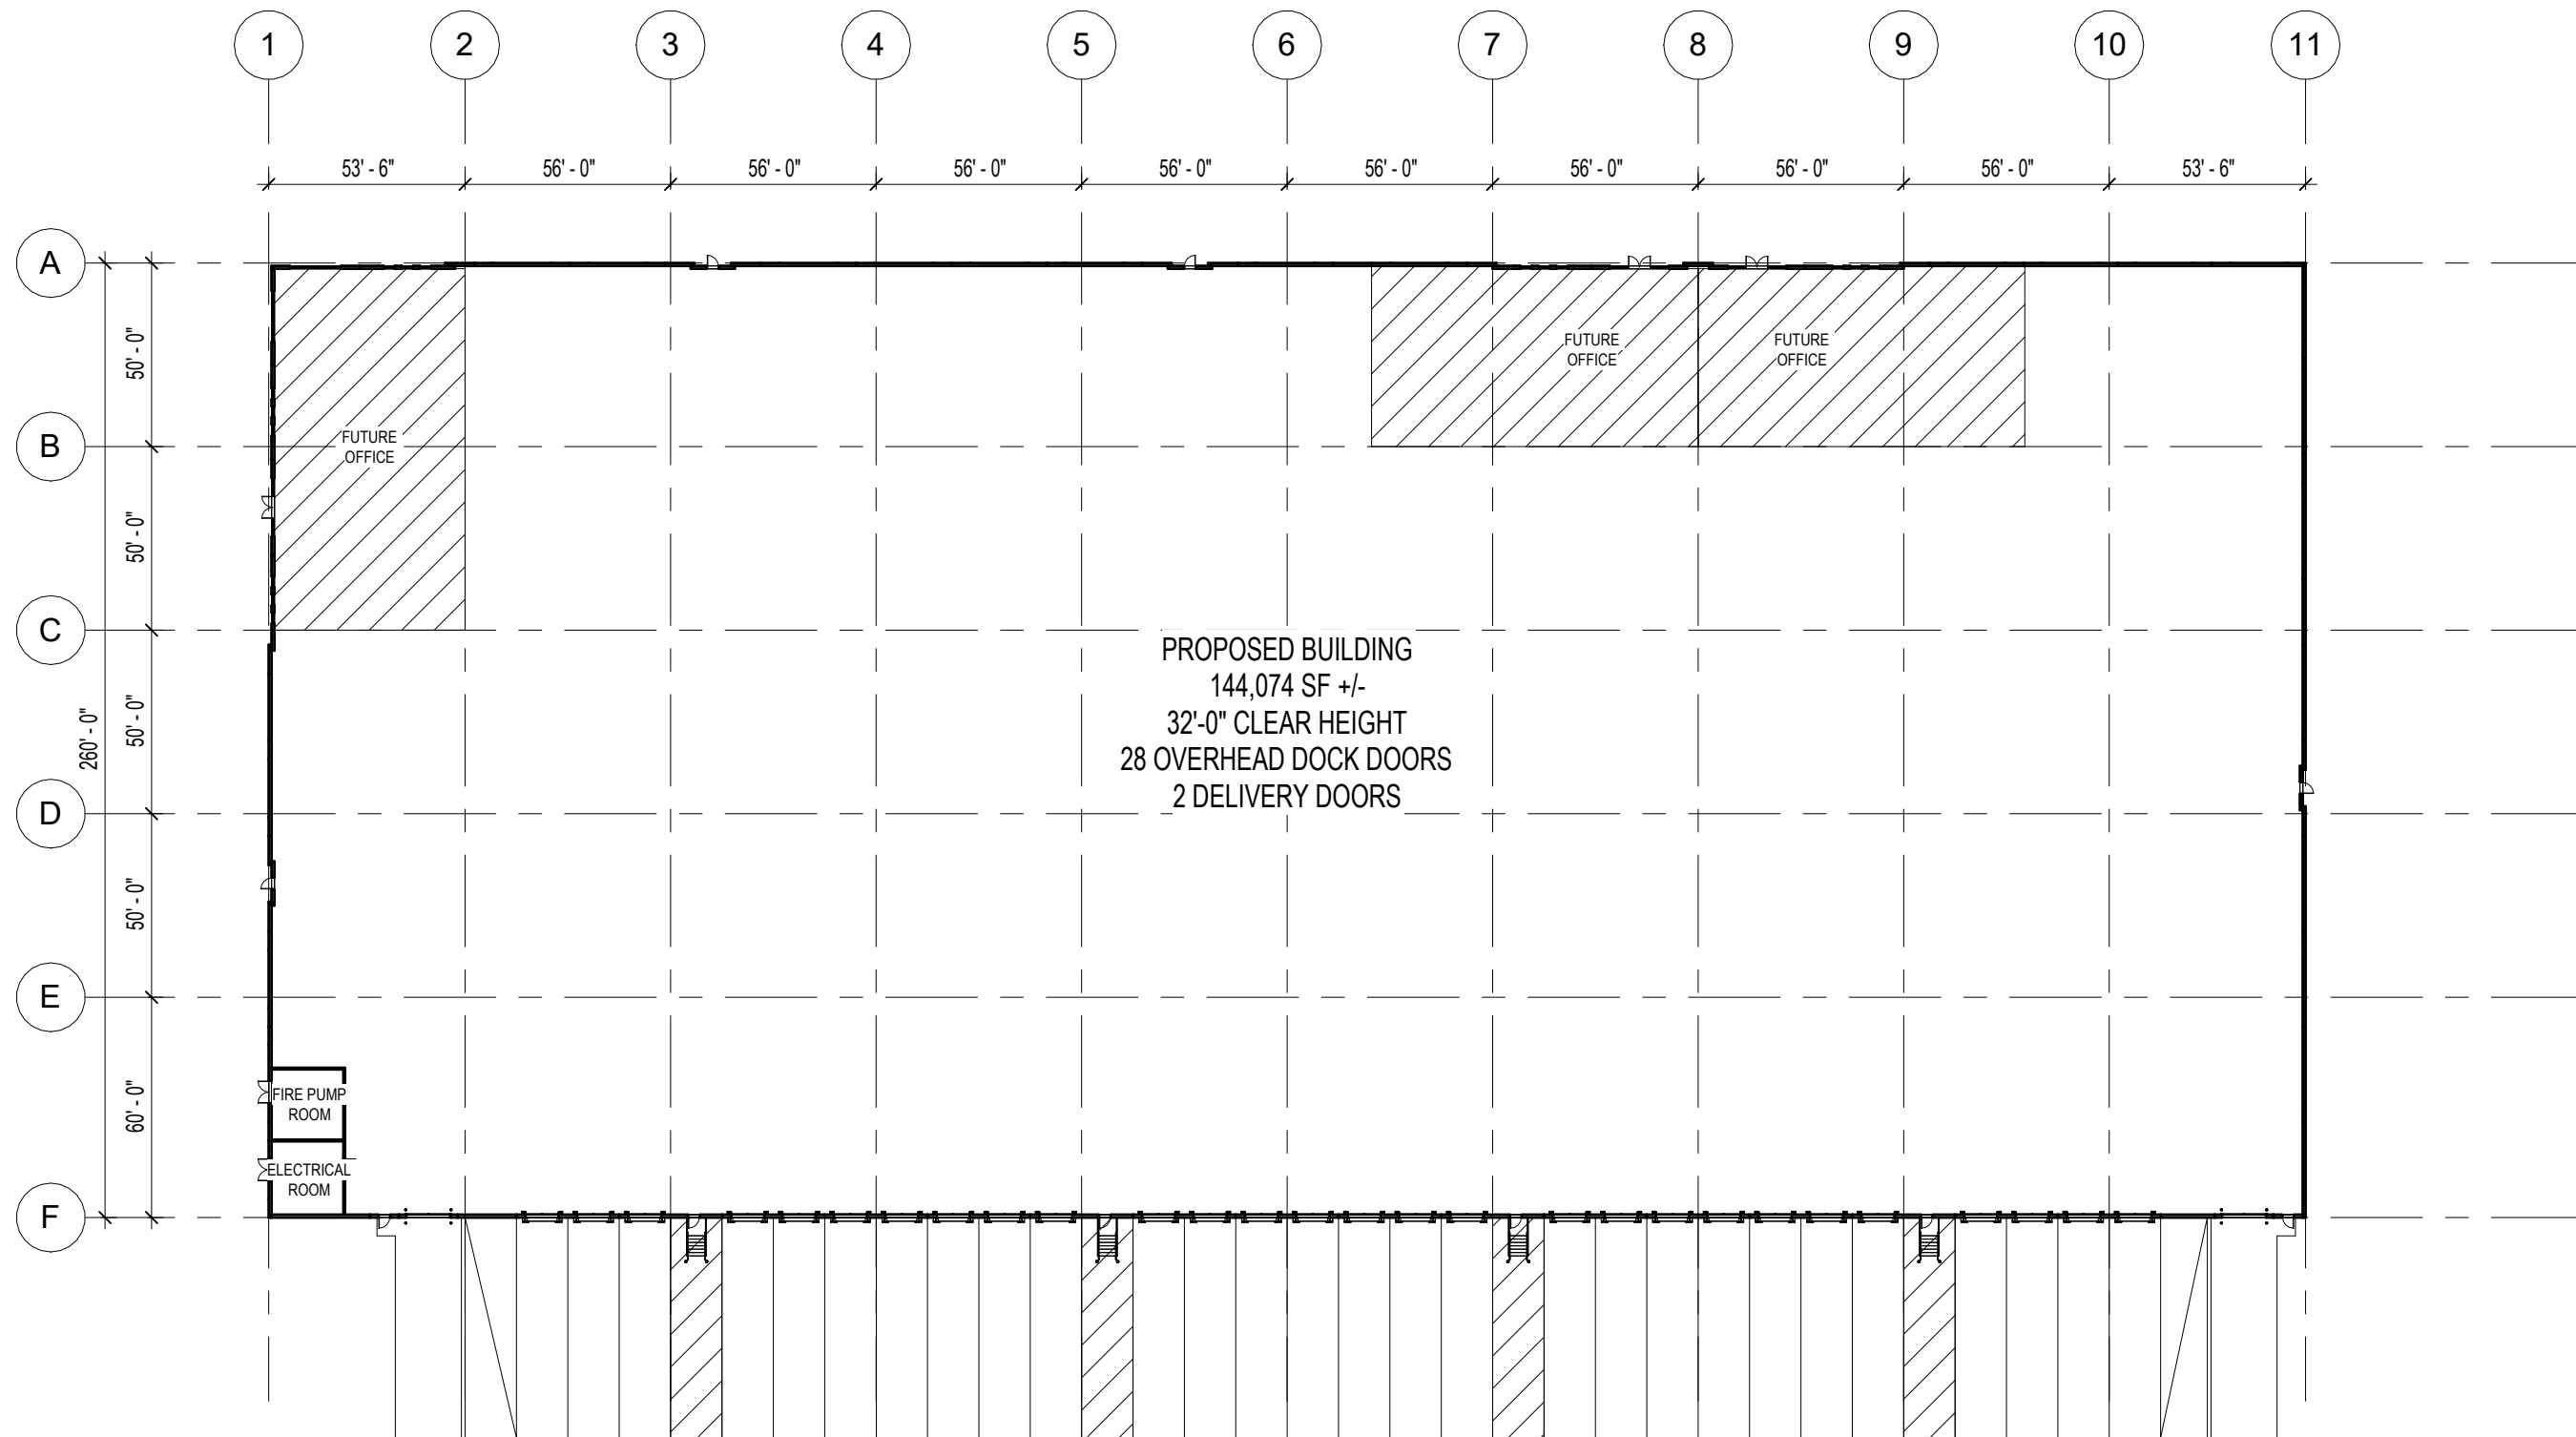 1 2 3 4 5 6 7 8 9 10 11
53' - 6" 56' - 0" 56' - 0" 56' - 0" 56' - 0" 56' - 0" 56' - 0" 56' - 0" 56' - 0" 53' - 6"
A
50' - 0"
FUTURE
OFFICE
FUTURE
OFFICE
FUTURE
OFFICE
B
50' - 0"
C
PROPOSED BUILDING
144,074 SF +/-
32'-0" CLEAR HEIGHT
28 OVERHEAD DOCK DOORS
2 DELIVERY DOORS
260' - 0"
50' - 0"
D
50' - 0"
E
60' - 0"
FIRE PUMP
ROOM
ELECTRICAL
ROOM
F